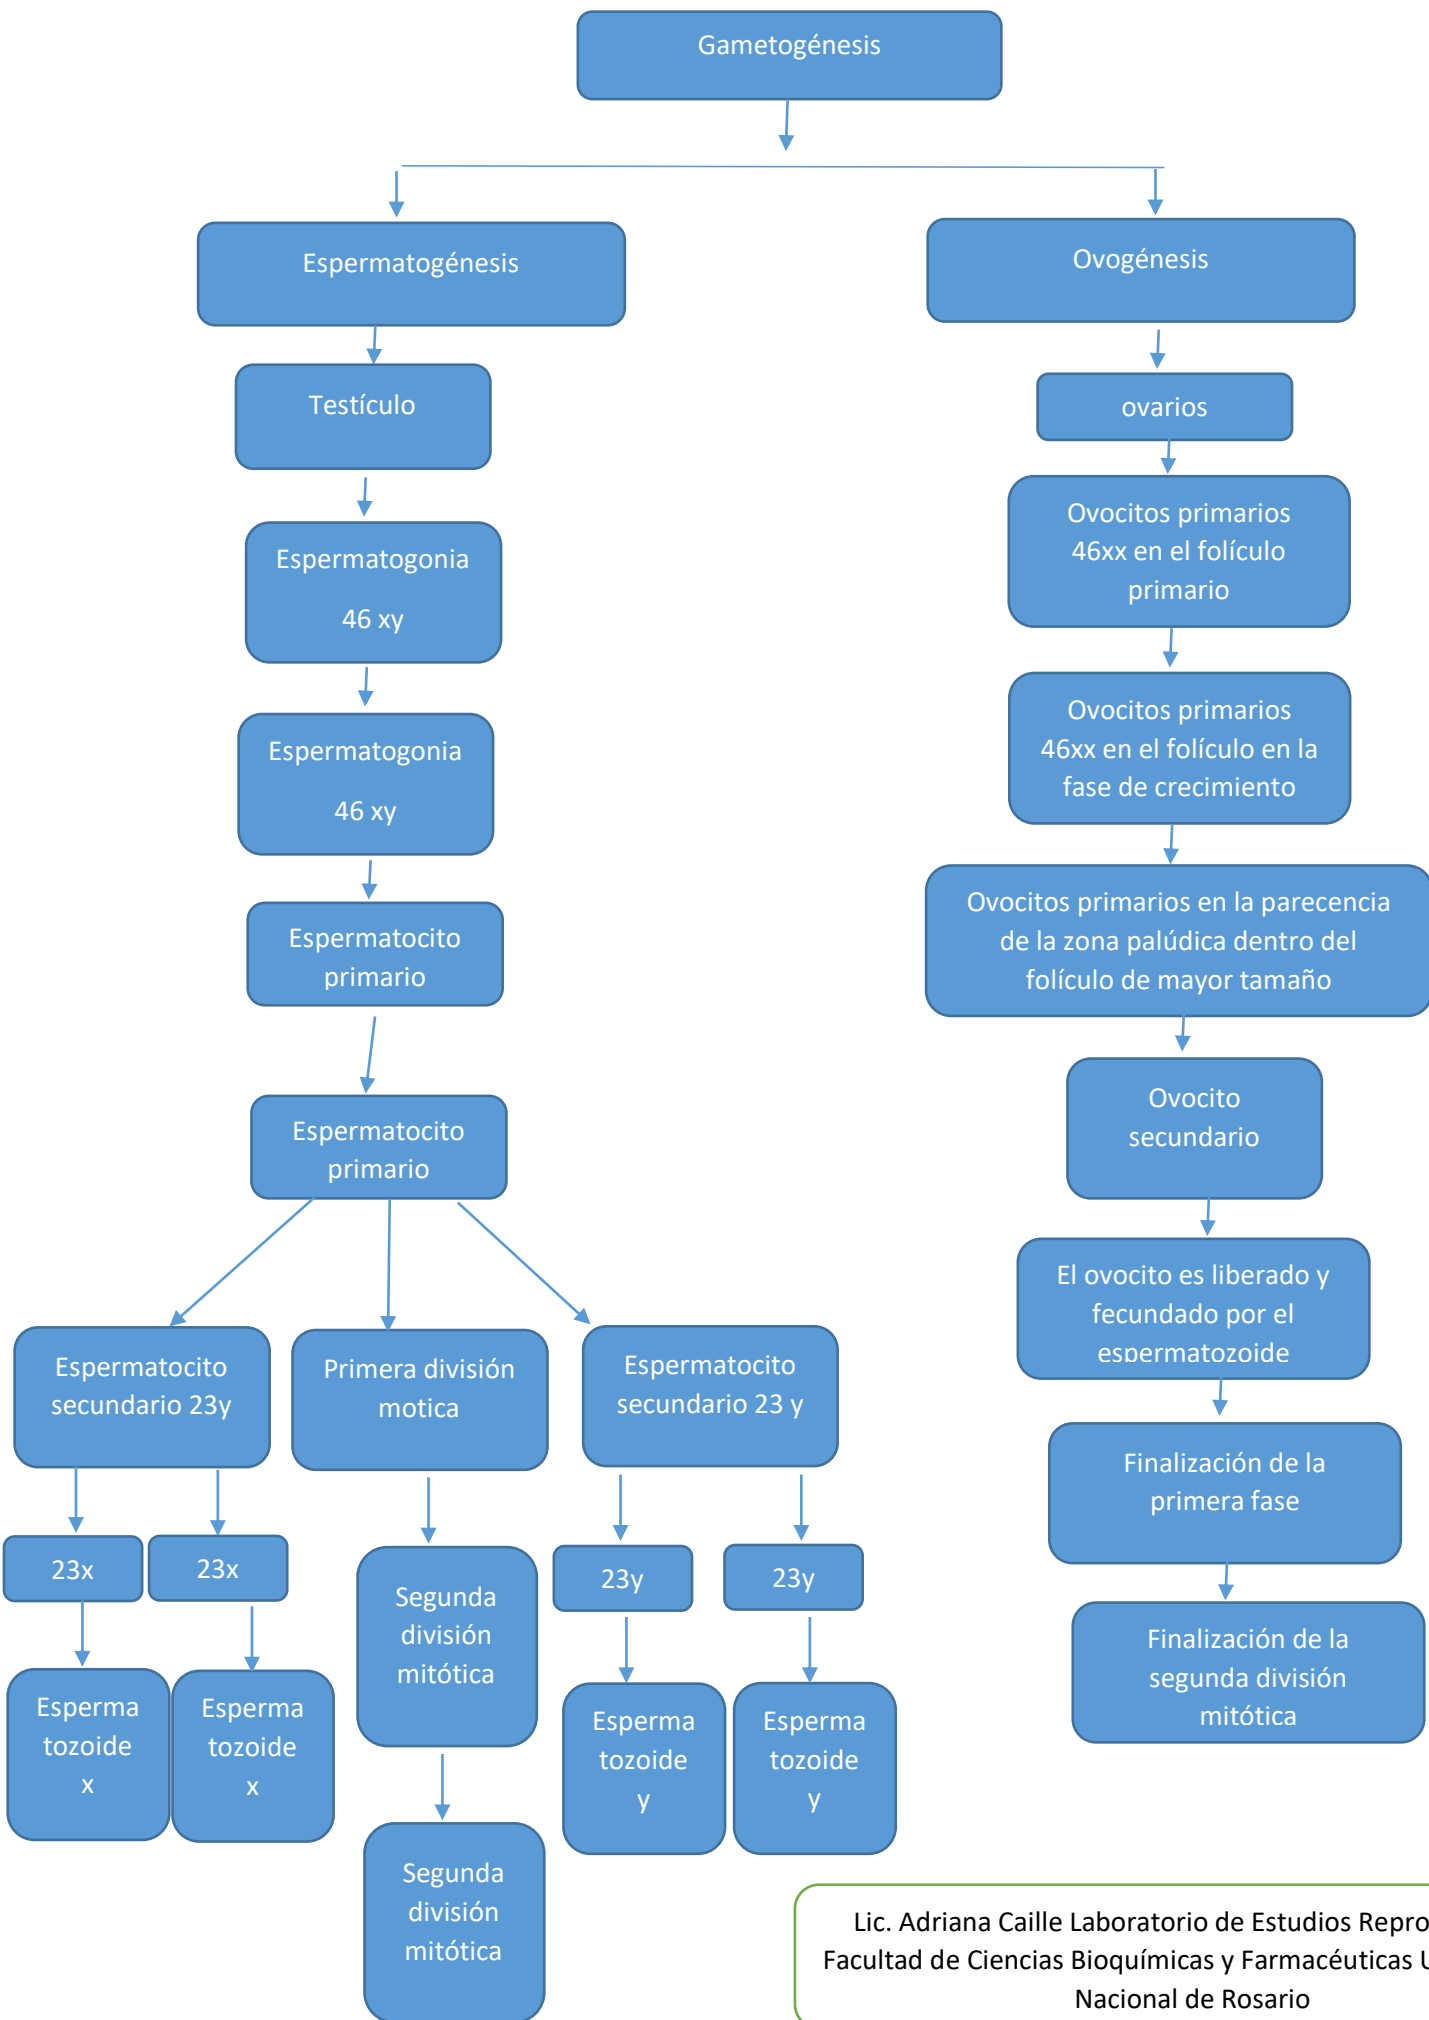 Gametogénesis
Espermatogénesis
Testículo
Espermatogonia
46 xy
Espermatogonia
46 xy
Espermatocito
primario
Espermatocito
primario
Espermatocito
secundario 23y
23x
23x
Esperma
tozoide
x
Esperma
tozoide
x
Primera división
motica
Segunda
división
mitótica
Segunda
división
mitótica
Espermatocito
secundario 23 y
23y
23y
Esperma
tozoide
y
Esperma
tozoide
y
Ovogénesis
ovarios
Ovocitos primarios
46xx en el folículo
primario
Ovocitos primarios
46xx en el folículo en la
fase de crecimiento
Ovocitos primarios en la parecencia
de la zona palúdica dentro del
folículo de mayor tamaño
Ovocito
secundario
El ovocito es liberado y
fecundado por el
espermatozoide
Finalización de la
primera fase
Finalización de la
segunda división
mitótica
Lic. Adriana Caille Laboratorio de Estudios Repro
Facultad de Ciencias Bioquímicas y Farmacéuticas
Nacional de Rosario